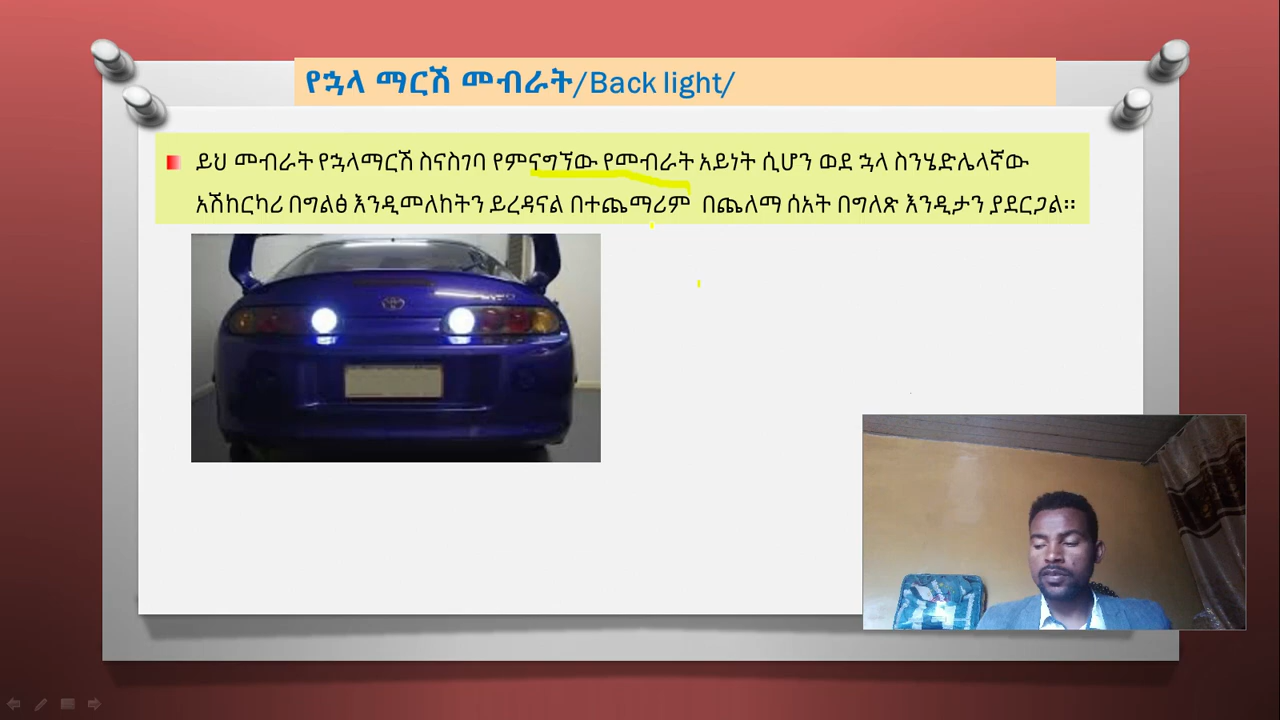 የኋላ ማርሽ መብራት/Back light/
ይህ መብራት የኋላማርሽ ስናስገባ የምናግኘው የመብራት አይነት ሲሆን ወደ ኋላ ስንሄድሌላኛው
አሽከርካሪ በግልፅ እንዲመለከትን ይረዳናል በተጨማሪም በጨለማ ሰአት በግለጽ እንዲታን ያደርጋል፡፡